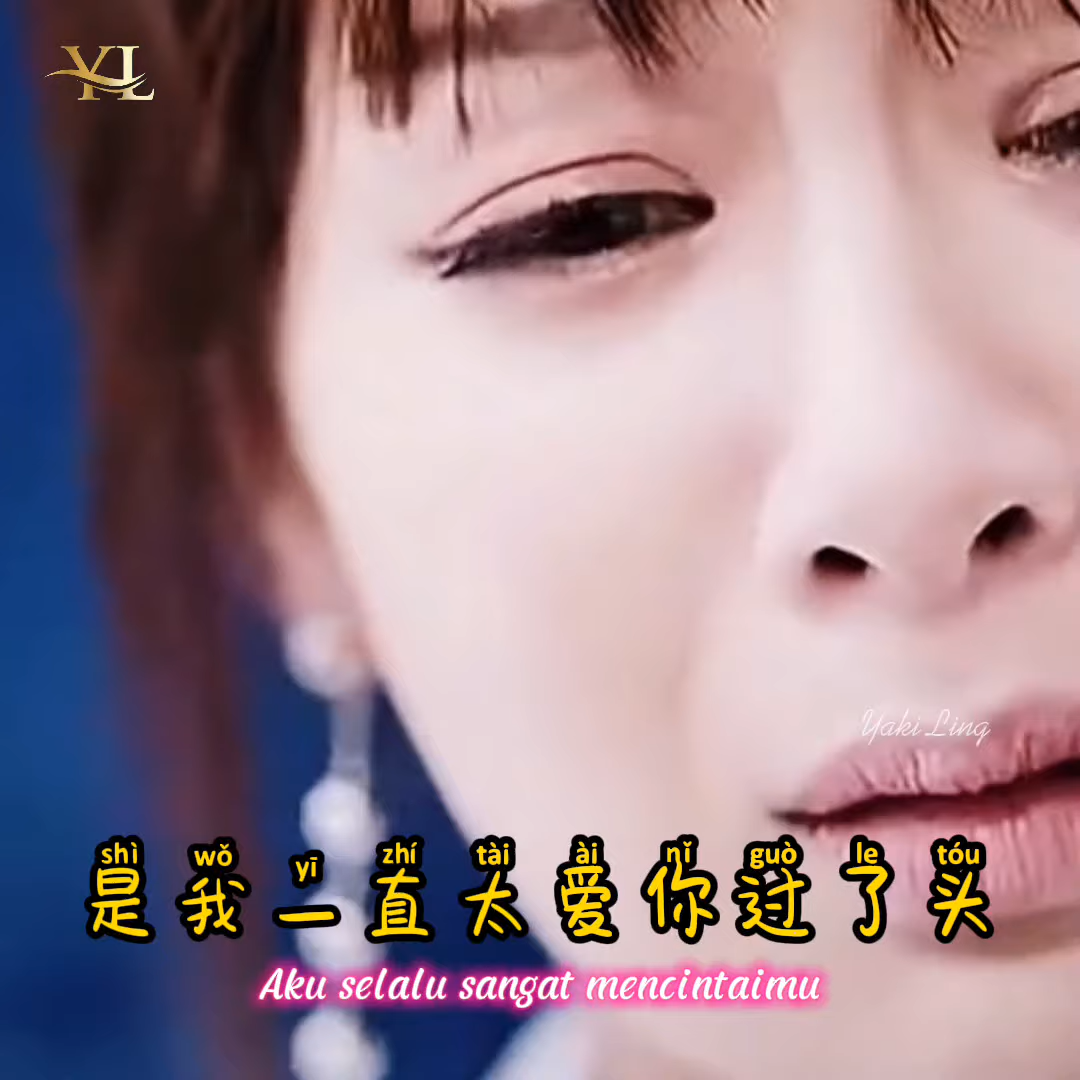 YL
Yaki Ling
shì wǒ yī zhí tài ài nǐ guò le tóu
是我一直太爱你过了头
Aku selalu sangat mencintaimu